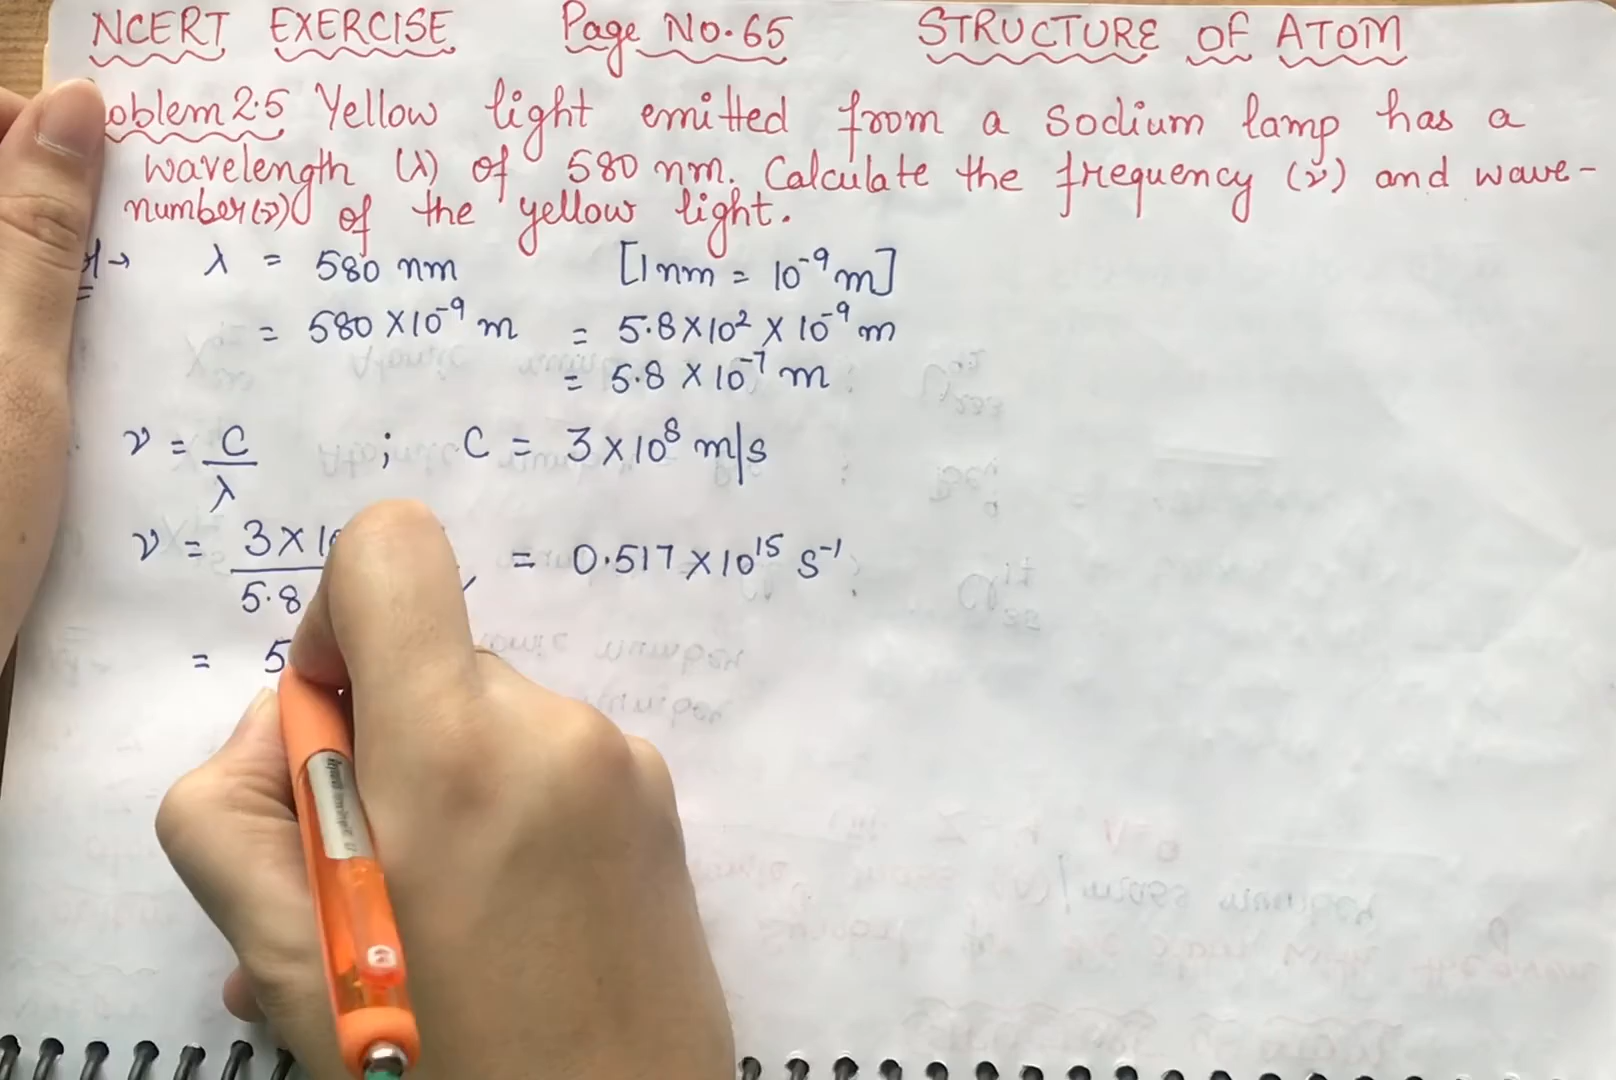 NCERT EXERCISE Page No.65 STRUCTURE OF ATOM
oblem 2.5 Yellow light emitted from a sodium lamp has a
wavelength (λ) of 580 nm. Calculate the frequency (ν) and wave-
number (ν̄) of the yellow light.
λ = 580 nm [1 nm = 10⁻⁹ m]
= 580 × 10⁻⁹ m = 5.8 × 10² × 10⁻⁹ m
= 5.8 × 10⁻⁷ m
ν = C/λ ; C = 3 × 10⁸ m/s
ν = 3 × 1 / 5.8 = 0.517 × 10¹⁵ s⁻¹
= 5